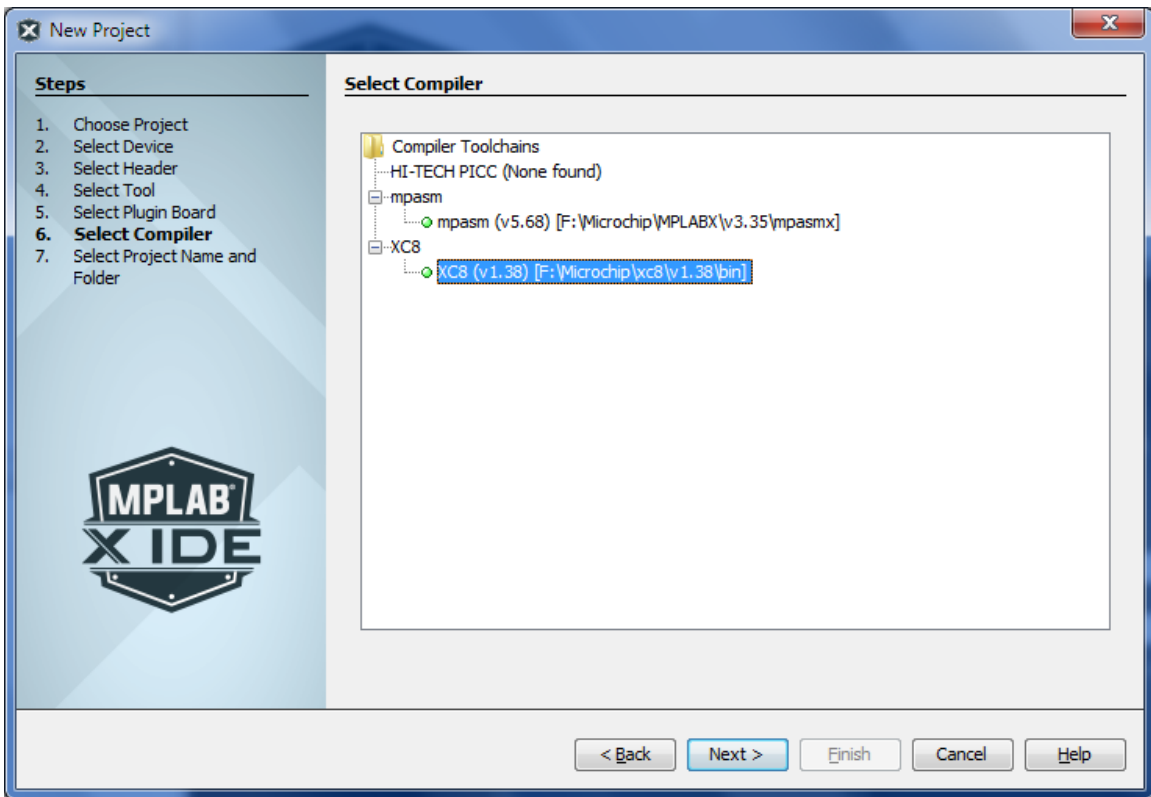 New Project
Steps
1. Choose Project
2. Select Device
3. Select Header
4. Select Tool
5. Select Plugin Board
6. Select Compiler
7. Select Project Name and
Folder
MPLAB®
X IDE
Select Compiler
Compiler Toolchains
HI-TECH PICC (None found)
mpasm
mpasm (v5.68) [F:\Microchip\MPLABX\v3.35\mpasmx]
XC8
XC8 (v1.38) [F:\Microchip\xc8\v1.38\bin]
< Back Next > Finish Cancel Help